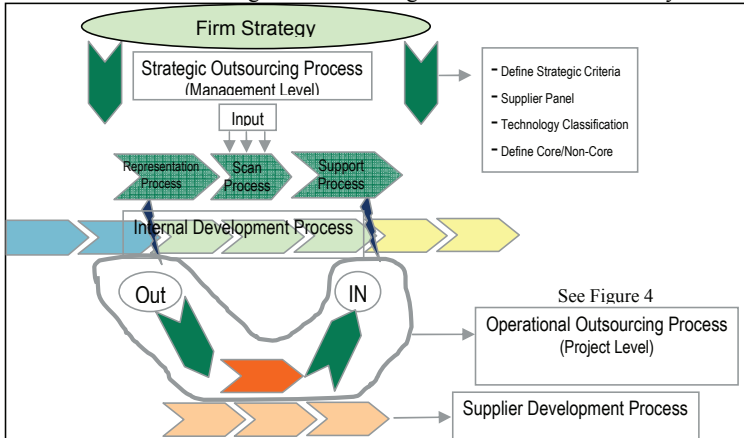 Firm Strategy
Strategic Outsourcing Process
(Management Level)
- Define Strategic Criteria
- Supplier Panel
- Technology Classification
- Define Core/Non-Core
Input
Representation
Process
Scan
Process
Support
Process
Internal Development Process
Out
IN
See Figure 4
Operational Outsourcing Process
(Project Level)
Supplier Development Process